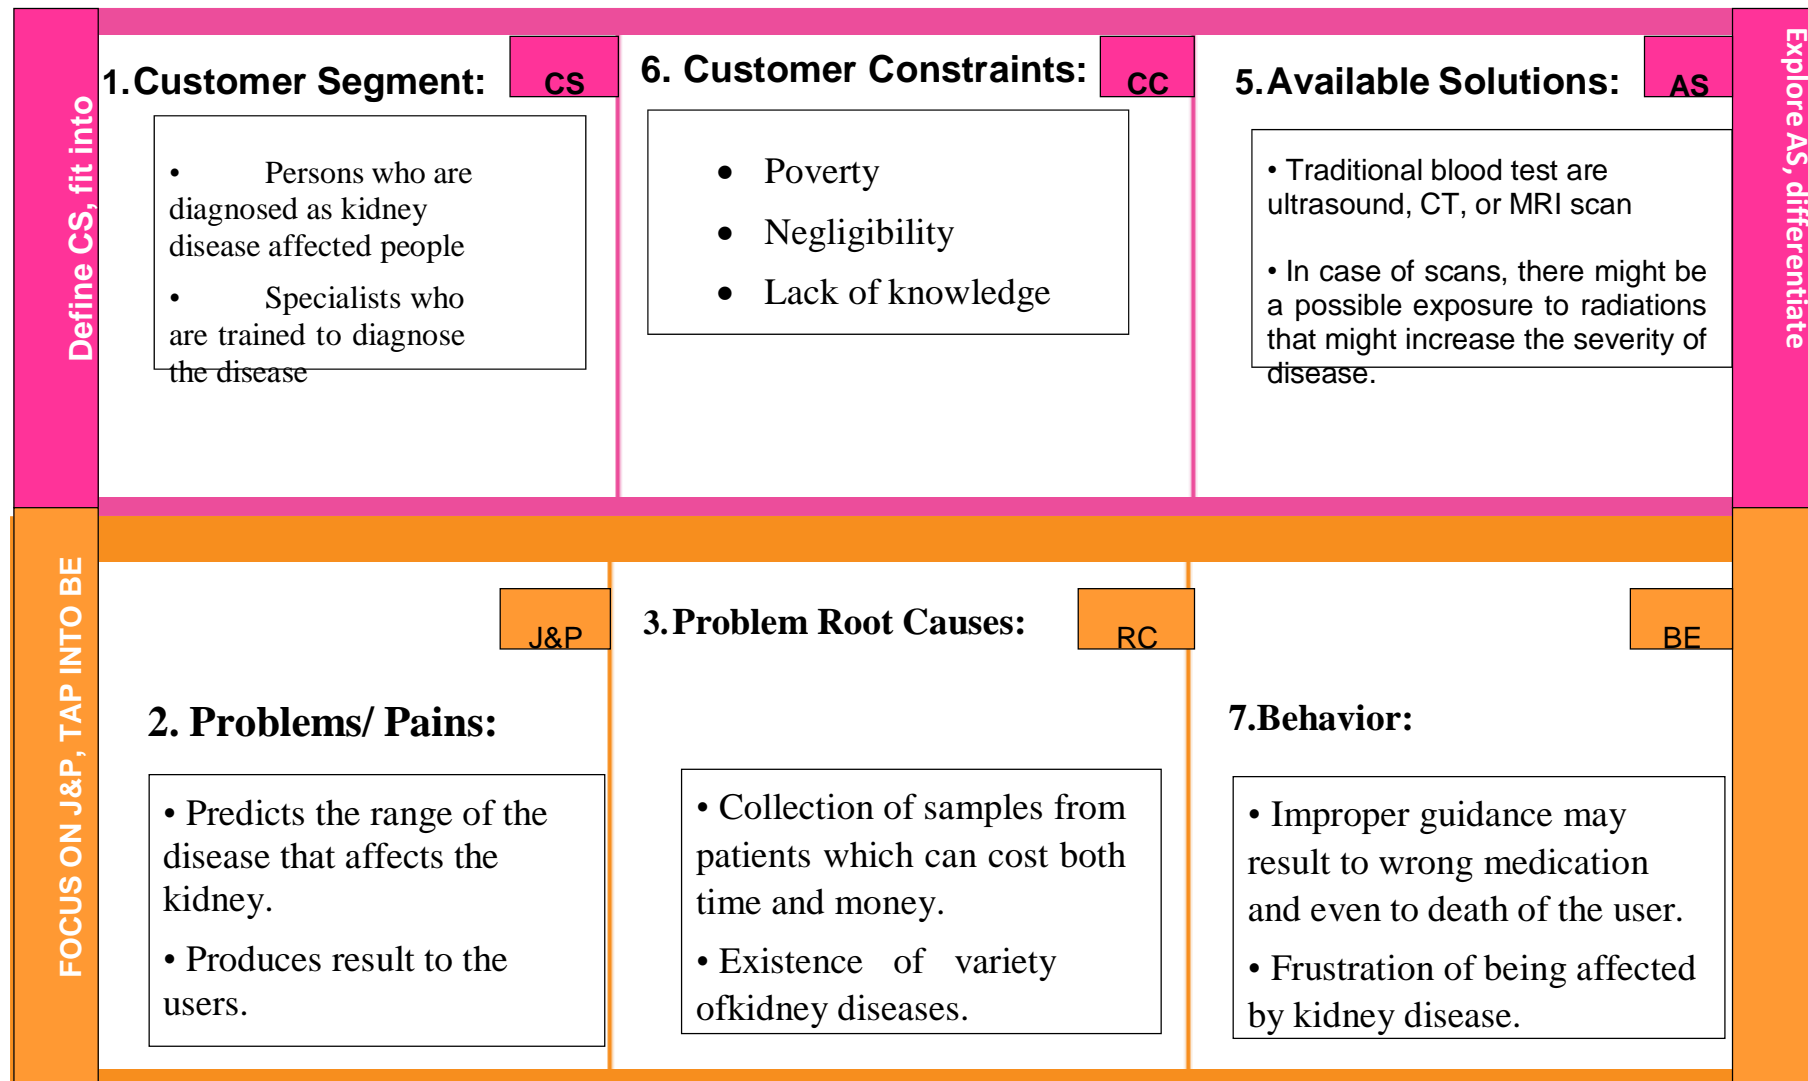 Define CS, fit into
1.Customer Segment:
CS
•	Persons who are
diagnosed as kidney
disease affected people
•	Specialists who
are trained to diagnose
the disease
6. Customer Constraints:
CC
• Poverty
• Negligibility
• Lack of knowledge
5.Available Solutions:
AS
• Traditional blood test are
ultrasound, CT, or MRI scan
• In case of scans, there might be
a possible exposure to radiations
that might increase the severity of
disease.
Explore AS, differentiate
FOCUS ON J&P, TAP INTO BE
J&P
2. Problems/ Pains:
• Predicts the range of the
disease that affects the
kidney.
• Produces result to the
users.
3.Problem Root Causes:
RC
• Collection of samples from
patients which can cost both
time and money.
• Existence of variety
ofkidney diseases.
BE
7.Behavior:
• Improper guidance may
result to wrong medication
and even to death of the user.
• Frustration of being affected
by kidney disease.